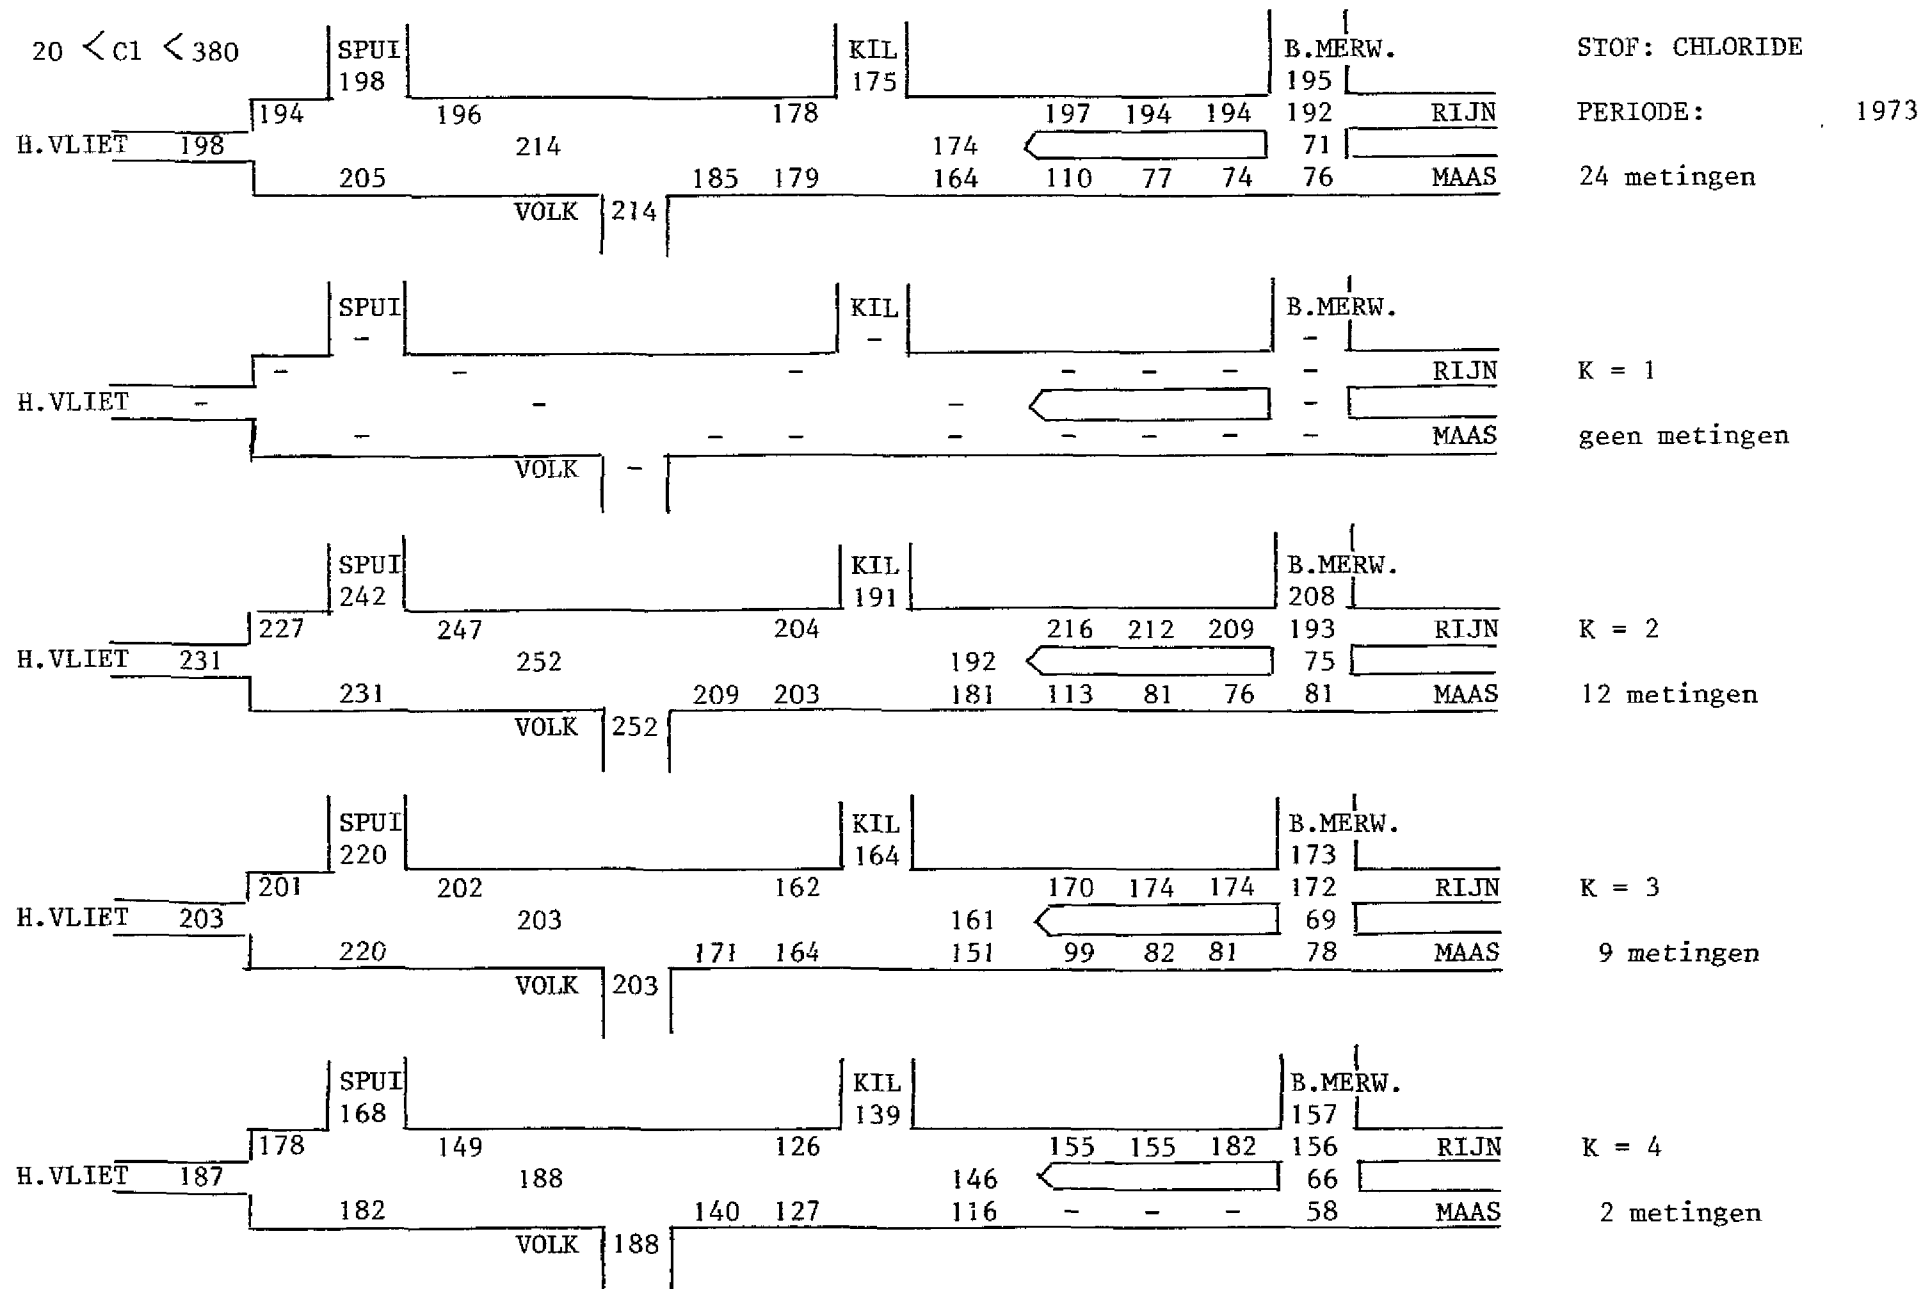 20 < Cl < 380 SPUI KIL B.MERW. STOF: CHLORIDE
198 175 195
194 196 178 197 194 194 192 RIJN PERIODE: 1973
H.VLIET 198 214 174 71
205 185 179 164 110 77 74 76 MAAS 24 metingen
VOLK 214
SPUI KIL B.MERW.
- - -
- - - - - - - RIJN K = 1
H.VLIET - - - -
- - - - - - - - MAAS geen metingen
VOLK -
SPUI KIL B.MERW.
242 191 208
227 247 204 216 212 209 193 RIJN K = 2
H.VLIET 231 252 192 75
231 209 203 181 113 81 76 81 MAAS 12 metingen
VOLK 252
SPUI KIL B.MERW.
220 164 173
201 202 162 170 174 174 172 RIJN K = 3
H.VLIET 203 203 161 69
220 171 164 151 99 82 81 78 MAAS 9 metingen
VOLK 203
SPUI KIL B.MERW.
168 139 157
178 149 126 155 155 182 156 RIJN K = 4
H.VLIET 187 188 146 66
182 140 127 116 - - - 58 MAAS 2 metingen
VOLK 188